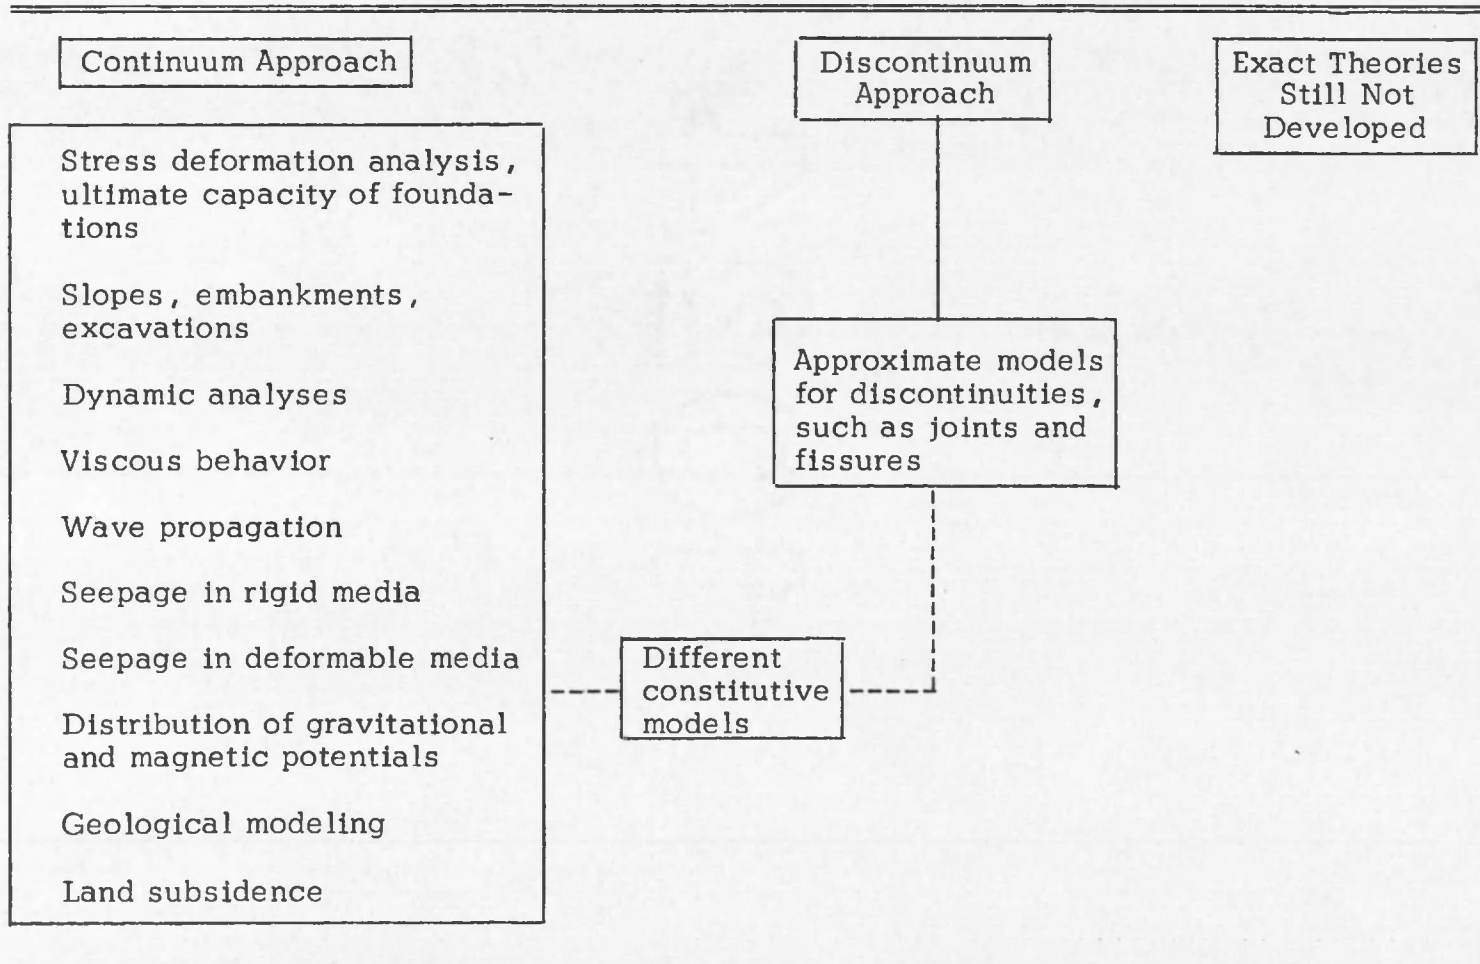 Continuum Approach
Discontinuum
Approach
Exact Theories
Still Not
Developed
Stress deformation analysis,
ultimate capacity of founda-
tions
Slopes, embankments,
excavations
Dynamic analyses
Viscous behavior
Wave propagation
Seepage in rigid media
Seepage in deformable media
Distribution of gravitational
and magnetic potentials
Geological modeling
Land subsidence
Approximate models
for discontinuities,
such as joints and
fissures
Different
constitutive
models